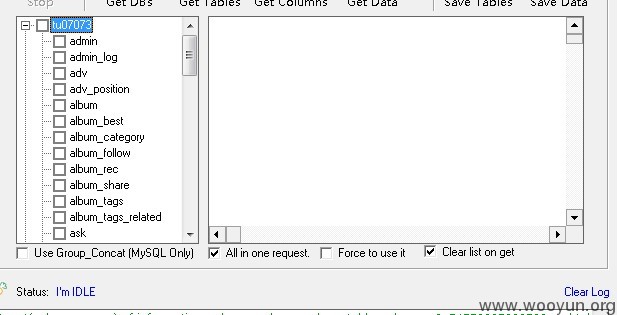 Stop Get DBs Get Tables Get Columns Get Data Save Tables Save Data
tu07073
admin
admin_log
adv
adv_position
album
album_best
album_category
album_follow
album_rec
album_share
album_tags
album_tags_related
ask
Use Group_Concat (MySQL Only) All in one request. Force to use it Clear list on get
Status: I'm IDLE Clear Log
www.wooyun.org